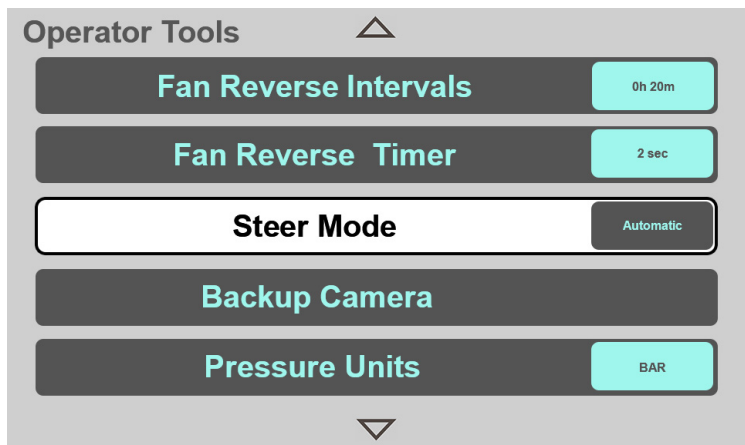 Operator Tools
Fan Reverse Intervals 0h 20m
Fan Reverse Timer 2 sec
Steer Mode Automatic
Backup Camera
Pressure Units BAR